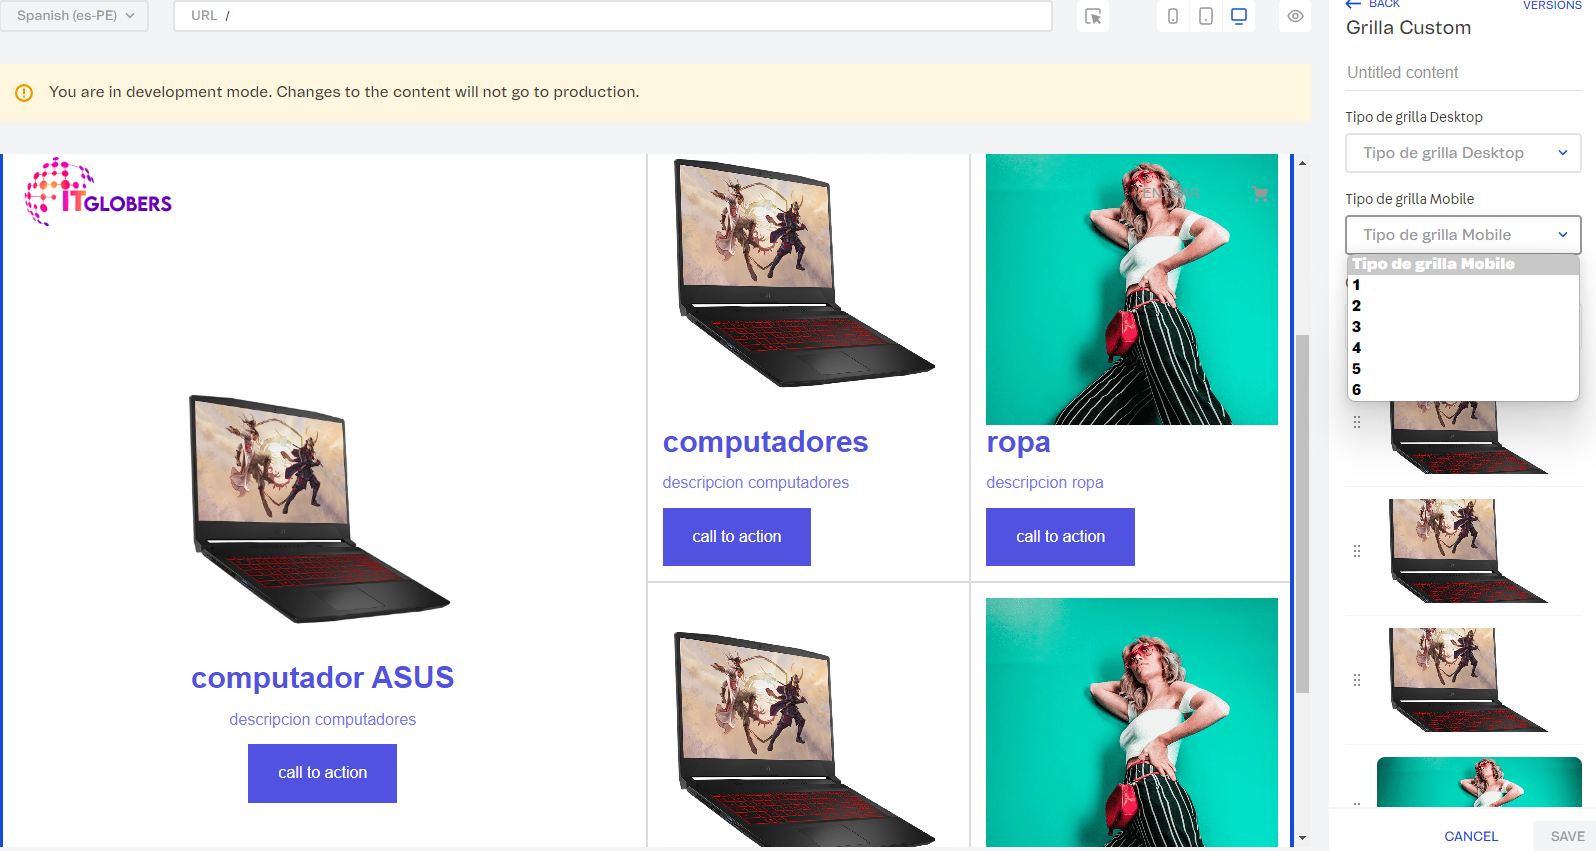 Spanish (es-PE)
URL /
BACK
VERSIONS
Grilla Custom
Untitled content
You are in development mode. Changes to the content will not go to production.
Tipo de grilla Desktop
Tipo de grilla Desktop
Tipo de grilla Mobile
Tipo de grilla Mobile
Tipo de grilla Mobile
1
2
3
4
5
6
ITGLOBERS
computador ASUS
descripcion computadores
call to action
computadores
descripcion computadores
call to action
ropa
descripcion ropa
call to action
CANCEL
SAVE